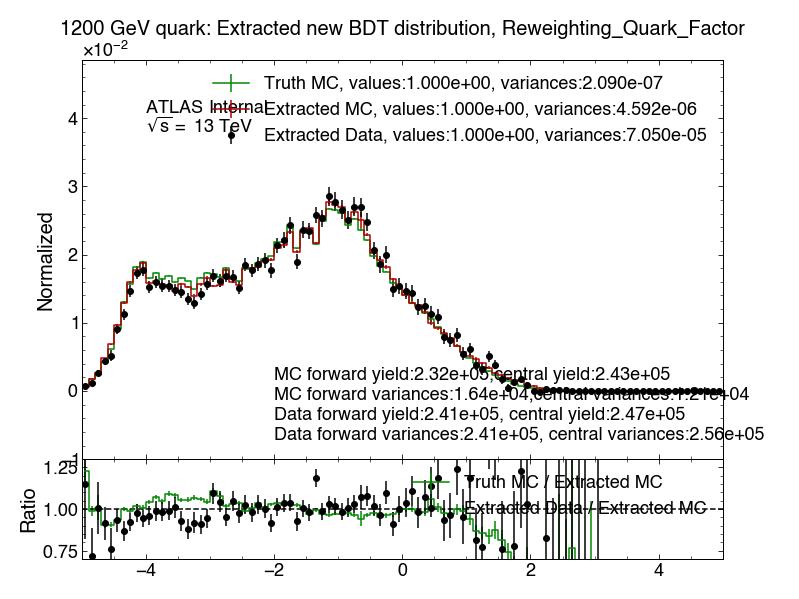 1200 GeV quark: Extracted new BDT distribution, Reweighting_Quark_Factor
×10−2
Truth MC, values:1.000e+00, variances:2.090e-07
ATLAS Internal
Extracted MC, values:1.000e+00, variances:4.592e-06
√s = 13 TeV
Extracted Data, values:1.000e+00, variances:7.050e-05
4
3
2
1
0
1
Normalized
MC forward yield:2.32e+05,central yield:2.43e+05
MC forward variances:1.64e+04,central variances:1.21e+04
Data forward yield:2.41e+05, central yield:2.47e+05
Data forward variances:2.41e+05, central variances:2.56e+05
1.25
1.00
0.75
Ratio
Truth MC / Extracted MC
Extracted Data / Extracted MC
−4 −2 0 2 4